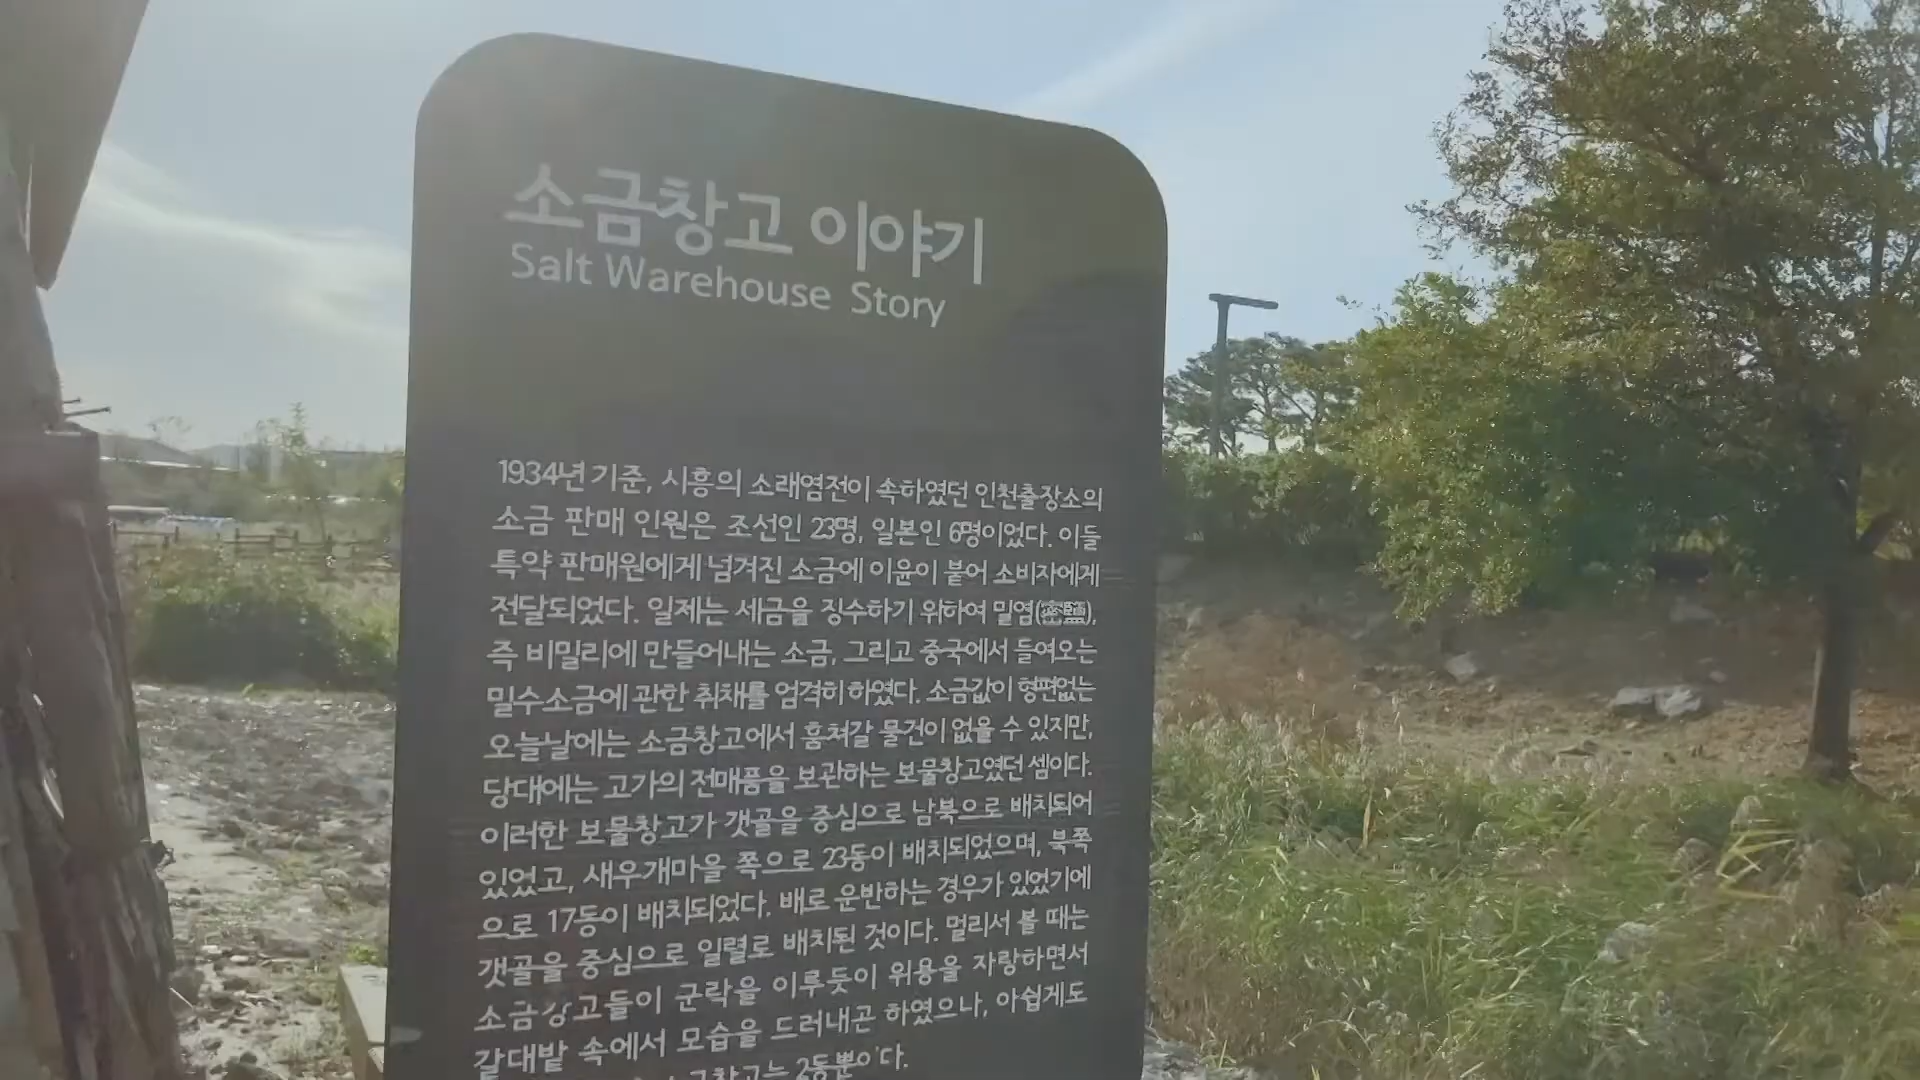 소금창고 이야기
Salt Warehouse Story
1934년 기준, 시흥의 소래염전이 속하였던 인천출장소의
소금 판매 인원은 조선인 23명, 일본인 6명이었다. 이들
특약 판매원에게 넘겨진 소금에 이윤이 붙어 소비자에게
전달되었다. 일제는 세금을 징수하기 위하여 밀염(密鹽),
즉 비밀리에 만들어내는 소금, 그리고 중국에서 들여오는
밀수소금에 관한 취채를 엄격히 하였다. 소금값이 형편없는
오늘날에는 소금창고에서 훔쳐갈 물건이 없을 수 있지만,
당대에는 고가의 전매품을 보관하는 보물창고였던 셈이다.
이러한 보물창고가 갯골을 중심으로 남북으로 배치되어
있었고, 새우개마을 쪽으로 23동이 배치되었으며, 북쪽
으로 17동이 배치되었다. 배로 운반하는 경우가 있었기에
갯골을 중심으로 일렬로 배치된 것이다. 멀리서 볼 때는
소금창고들이 군락을 이루듯이 위용을 자랑하면서
갈대밭 속에서 모습을 드러내곤 하였으나, 아쉽게도
소금창고는 2동뿐이다.